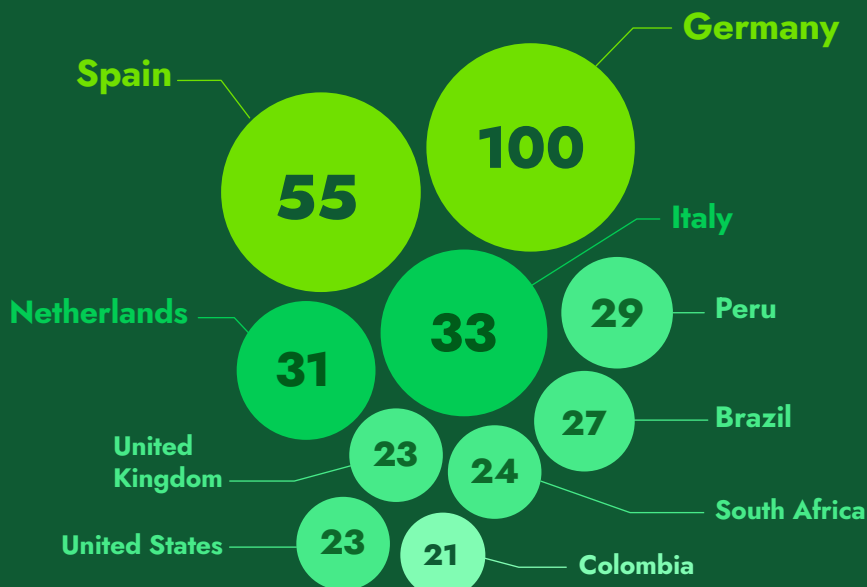 Germany
100
Spain
55
Italy
33
Netherlands
31
Peru
29
Brazil
27
United
Kingdom
23
24
South Africa
United States
23
21
Colombia